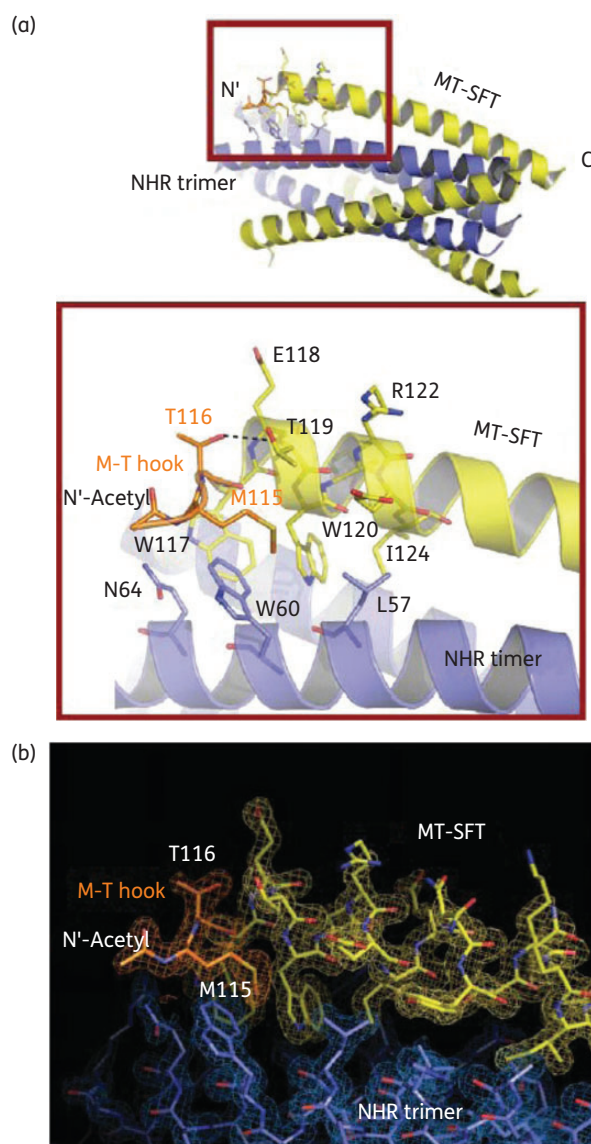 (a)
N'
MT-SFT
C
NHR trimer
E118
R122
T116
T119
MT-SFT
M-T hook
N'-Acetyl
M115
W120
W117
I124
N64
W60
L57
NHR timer
(b)
MT-SFT
T116
M-T hook
N'-Acetyl
M115
NHR trimer